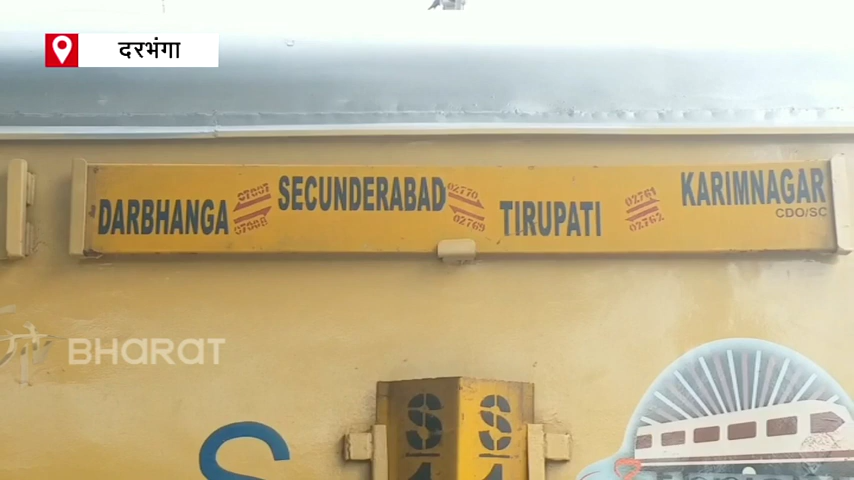 दरभंगा
DARBHANGA 07007 07008 SECUNDERABAD 02770 02769 TIRUPATI 02761 02762 KARIMNAGAR
CDO/SC
BHARAT
S S